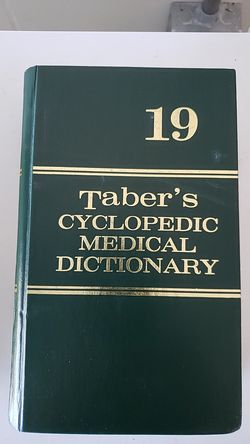 19
Taber's
CYCLOPEDIC
MEDICAL
DICTIONARY